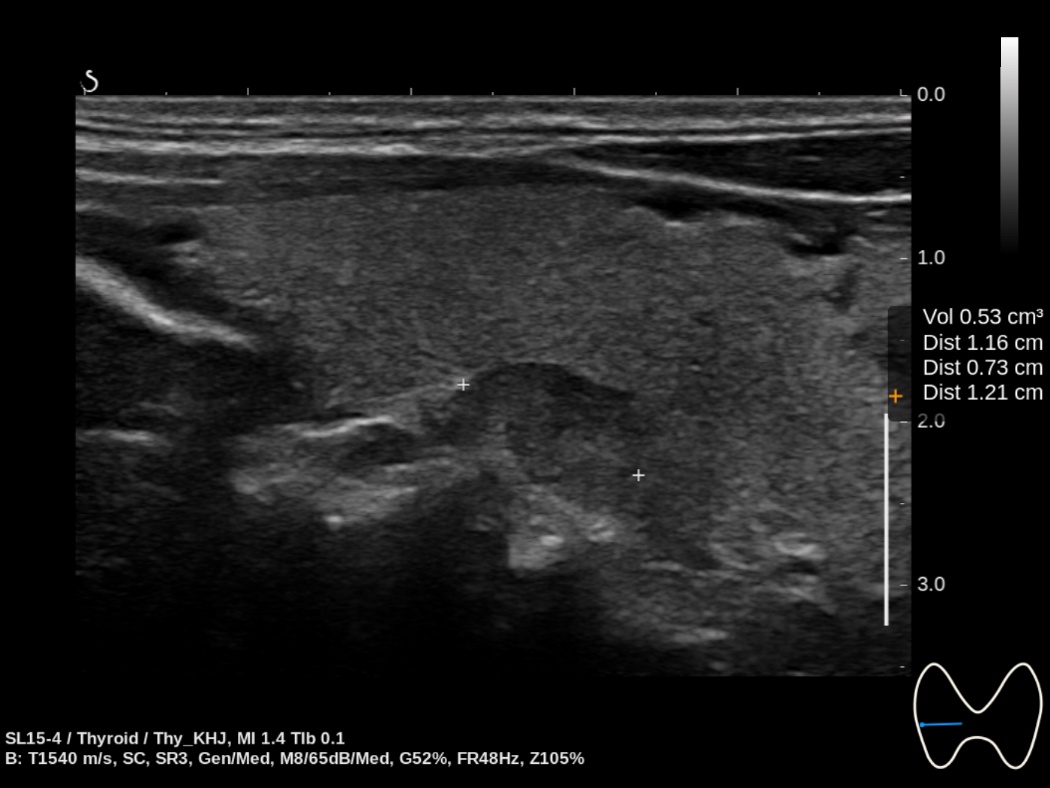 S
0.0
1.0
Vol 0.53 cm³
Dist 1.16 cm
Dist 0.73 cm
Dist 1.21 cm
2.0
3.0
SL15-4 / Thyroid / Thy_KHJ, MI 1.4 TIb 0.1
B: T1540 m/s, SC, SR3, Gen/Med, M8/65dB/Med, G52%, FR48Hz, Z105%